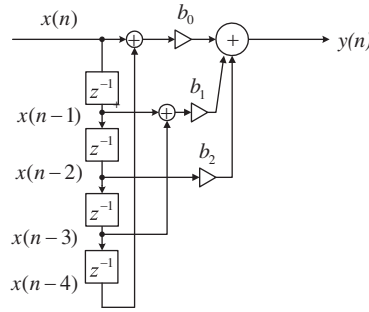 x(n)
b₀
+
+
y(n)
z⁻¹
b₁
x(n−1)
+
z⁻¹
b₂
x(n−2)
z⁻¹
x(n−3)
z⁻¹
x(n−4)